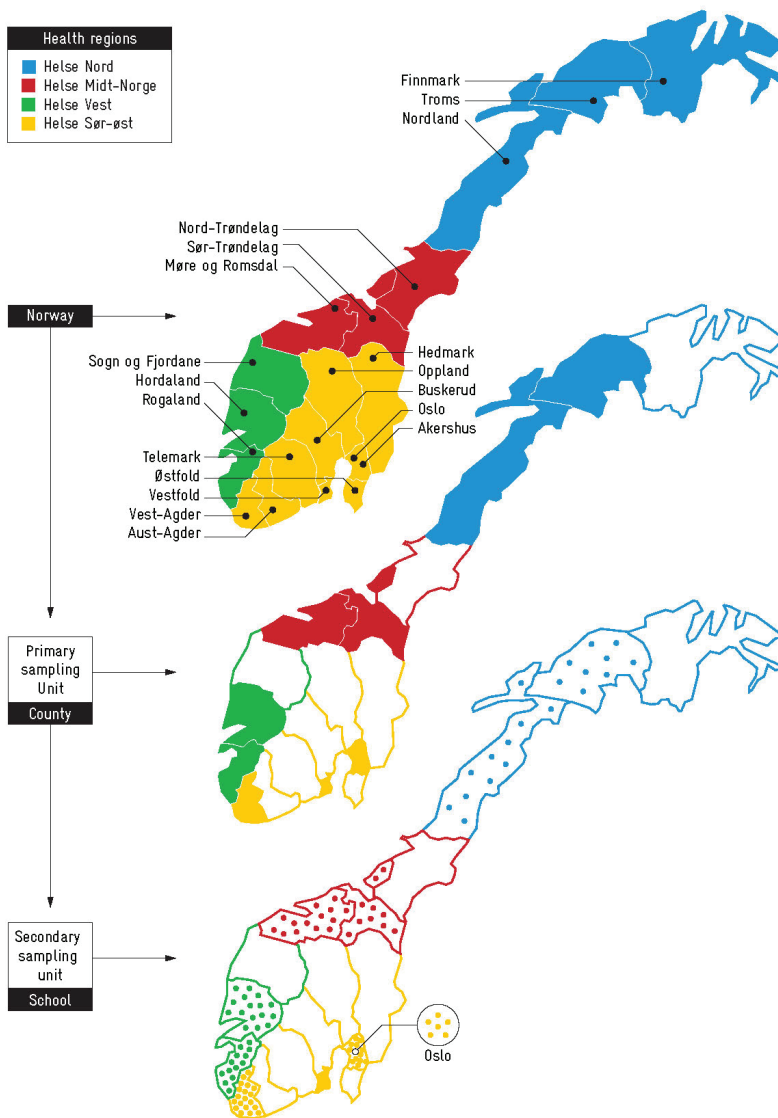 Health regions
Helse Nord
Helse Midt-Norge
Helse Vest
Helse Sør-øst
Finnmark
Troms
Nordland
Nord-Trøndelag
Sør-Trøndelag
Møre og Romsdal
Norway
Sogn og Fjordane
Hordaland
Rogaland
Hedmark
Oppland
Buskerud
Oslo
Akershus
Telemark
Østfold
Vestfold
Vest-Agder
Aust-Agder
Primary
sampling
Unit
County
Secondary
sampling
unit
School
Oslo